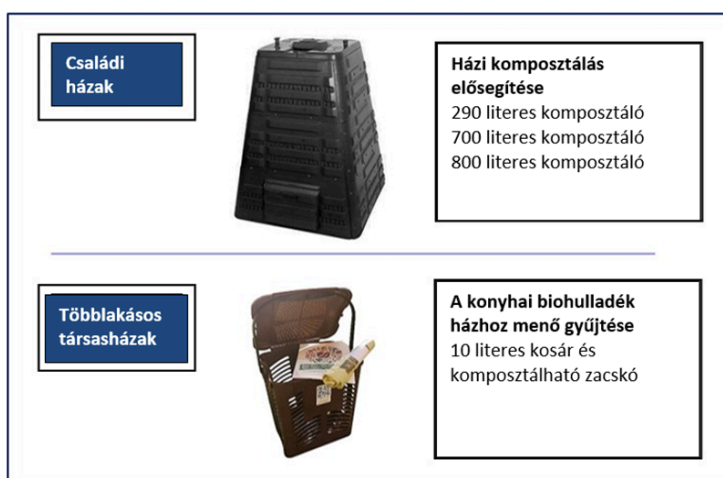 Családi
házak
Házi komposztálás
elősegítése
290 literes komposztáló
700 literes komposztáló
800 literes komposztáló
Többlakásos
társasházak
A konyhai biohulladék
házhoz menő gyűjtése
10 literes kosár és
komposztálható zacskó